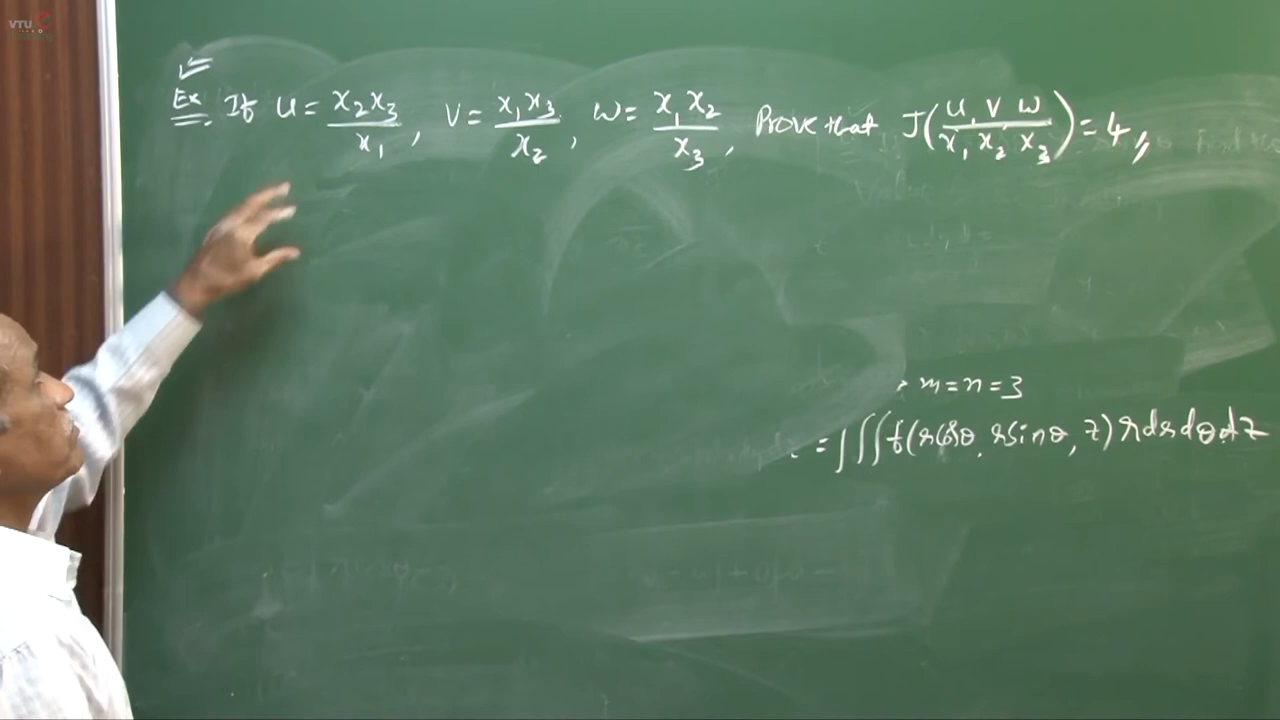 VTU
Ex. If u = x₂x₃/x₁, v = x₁x₃/x₂, w = x₁x₂/x₃, Prove that J(u, v, w / x₁, x₂, x₃) = 4,
m = n = 3
= ∫∫∫ f(r cosθ, r sinθ, z) r dr dθ dz